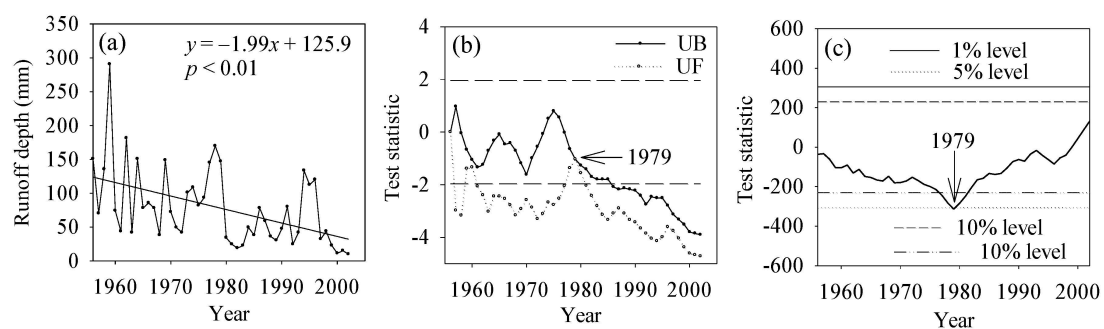 (a)
y = –1.99x + 125.9
p < 0.01
Runoff depth (mm)
350
300
250
200
150
100
50
0
1960 1970 1980 1990 2000
Year
(b)
UB
UF
Test statistic
4
2
0
-2
-4
1979
1960 1970 1980 1990 2000
Year
(c)
1% level
5% level
Test statistic
600
400
200
0
-200
-400
-600
1979
10% level
10% level
1960 1970 1980 1990 2000
Year